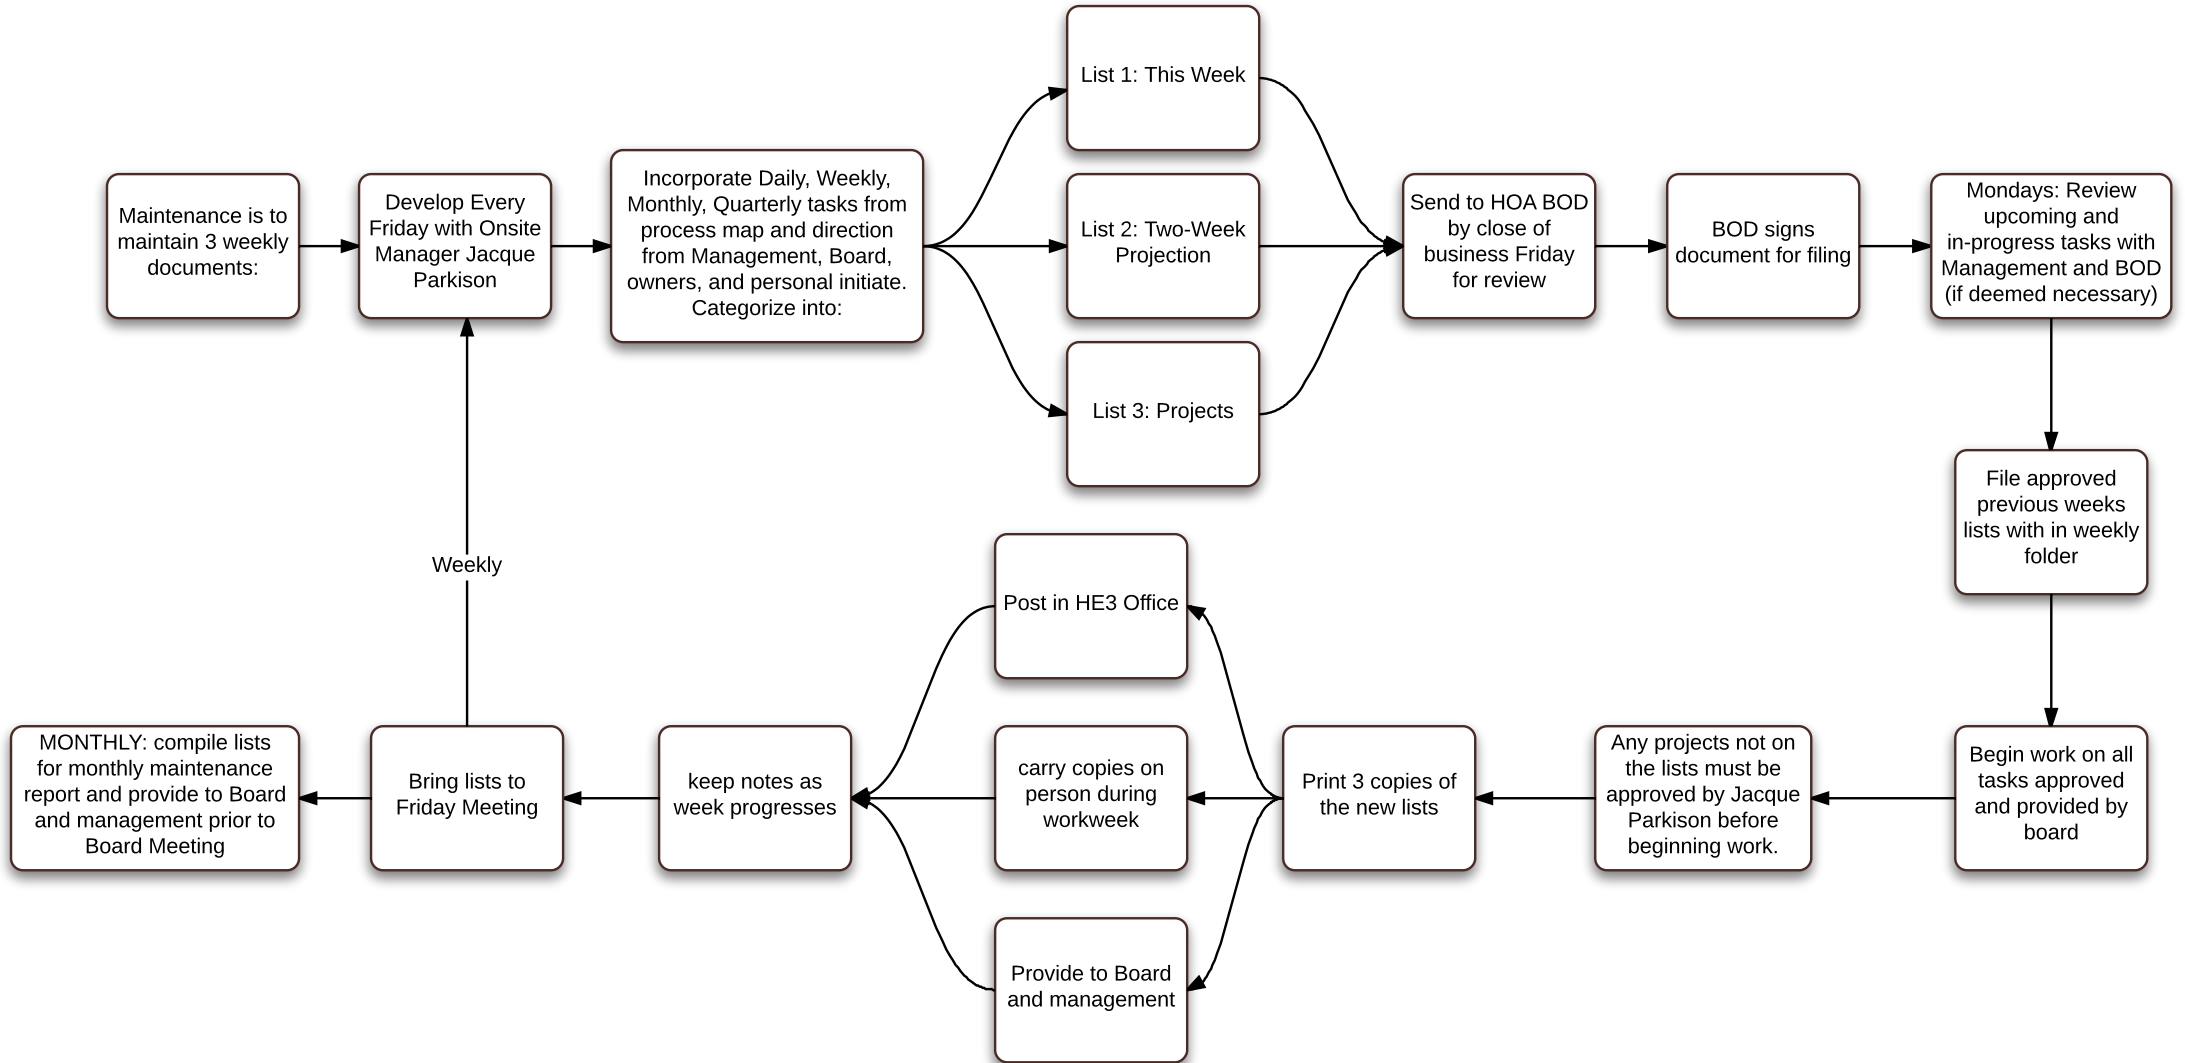 Maintenance is to
maintain 3 weekly
documents:
Develop Every
Friday with Onsite
Manager Jacque
Parkison
Incorporate Daily, Weekly,
Monthly, Quarterly tasks from
process map and direction
from Management, Board,
owners, and personal initiate.
Categorize into:
List 1: This Week
List 2: Two-Week
Projection
List 3: Projects
Send to HOA BOD
by close of
business Friday
for review
BOD signs
document for filing
Mondays: Review
upcoming and
in-progress tasks with
Management and BOD
(if deemed necessary)
File approved
previous weeks
lists with in weekly
folder
Begin work on all
tasks approved
and provided by
board
Any projects not on
the lists must be
approved by Jacque
Parkison before
beginning work.
Print 3 copies of
the new lists
Post in HE3 Office
carry copies on
person during
workweek
Provide to Board
and management
keep notes as
week progresses
Bring lists to
Friday Meeting
Weekly
MONTHLY: compile lists
for monthly maintenance
report and provide to Board
and management prior to
Board Meeting